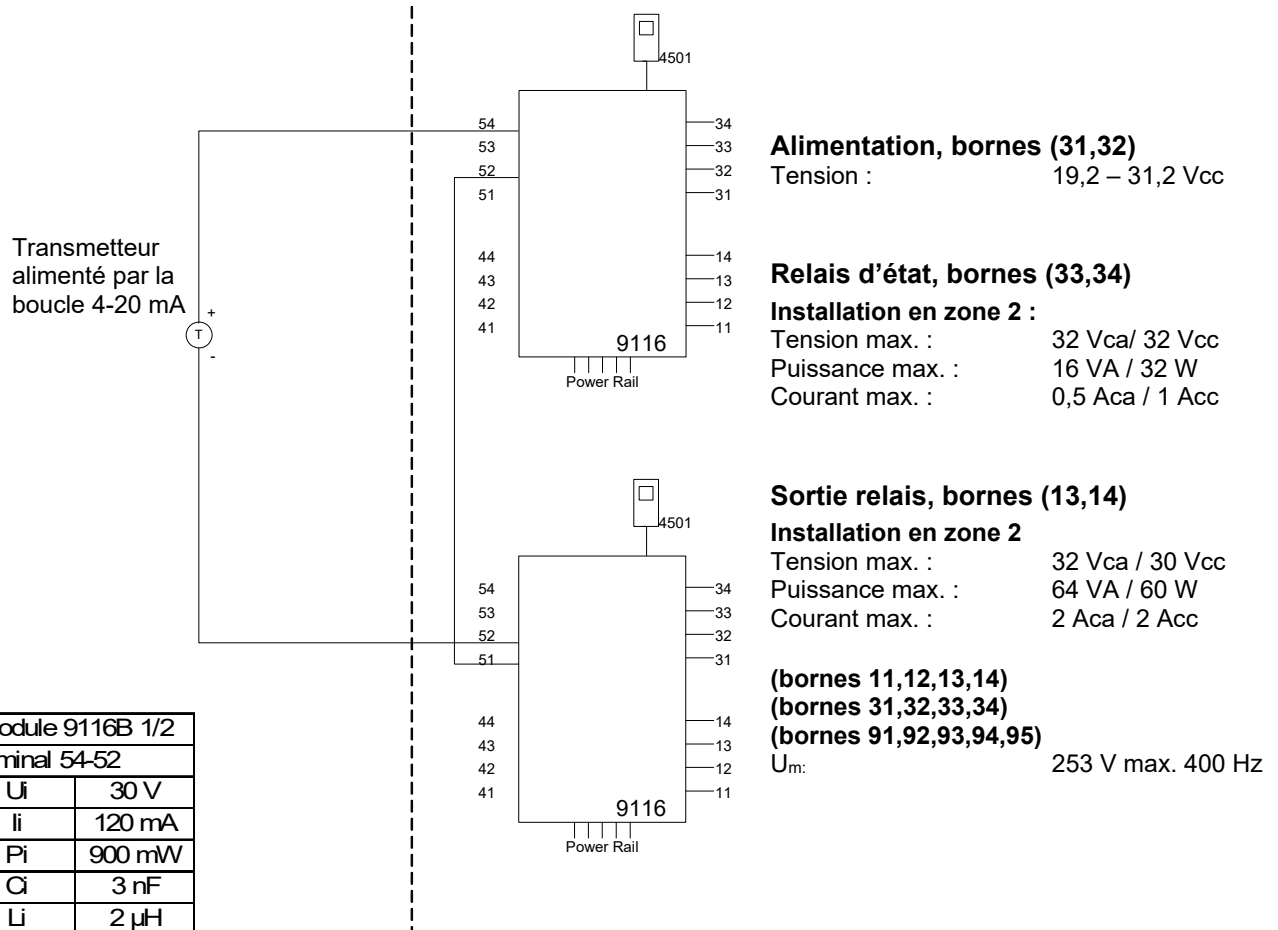 4501
54
53
52
51
44
43
42
41
34
33
32
31
14
13
12
11
9116
Power Rail
Transmetteur
alimenté par la
boucle 4-20 mA
+
T
-
Alimentation, bornes (31,32)
Tension : 19,2 – 31,2 Vcc
Relais d’état, bornes (33,34)
Installation en zone 2 :
Tension max. : 32 Vca/ 32 Vcc
Puissance max. : 16 VA / 32 W
Courant max. : 0,5 Aca / 1 Acc
4501
54
53
52
51
44
43
42
41
34
33
32
31
14
13
12
11
9116
Power Rail
Sortie relais, bornes (13,14)
Installation en zone 2
Tension max. : 32 Vca / 30 Vcc
Puissance max. : 64 VA / 60 W
Courant max. : 2 Aca / 2 Acc
(bornes 11,12,13,14)
(bornes 31,32,33,34)
(bornes 91,92,93,94,95)
Um: 253 V max. 400 Hz
odule 9116B 1/2
minal 54-52
Ui 30 V
Ii 120 mA
Pi 900 mW
Ci 3 nF
Li 2 µH